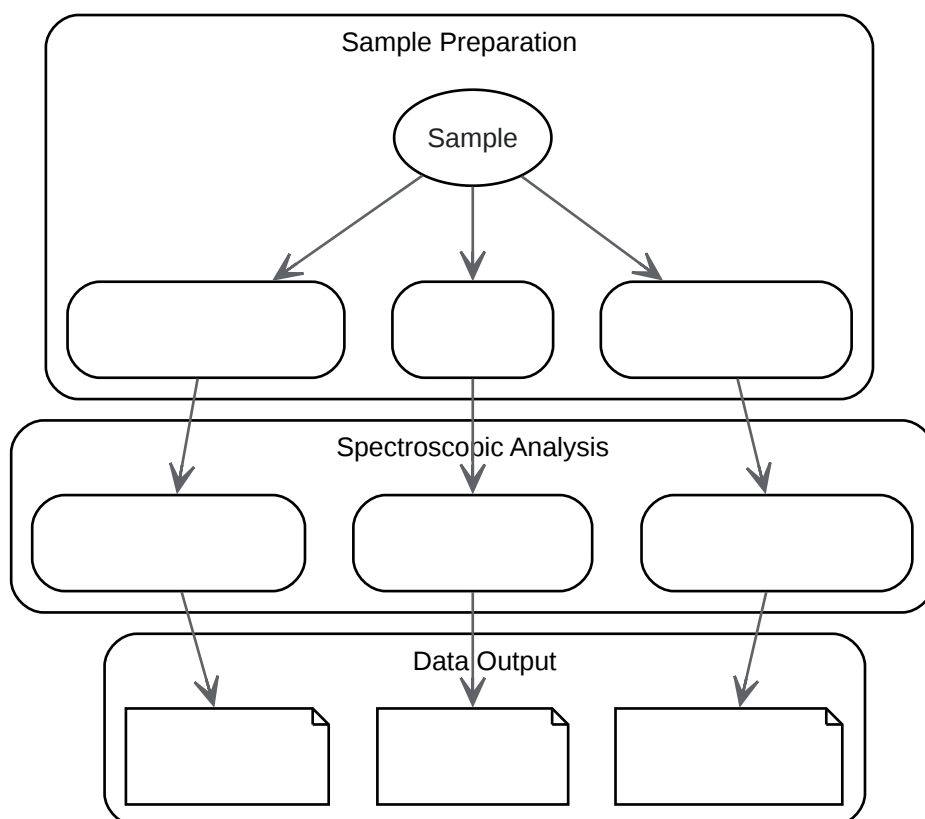 Sample Preparation
Sample
Spectroscopic Analysis
Data Output